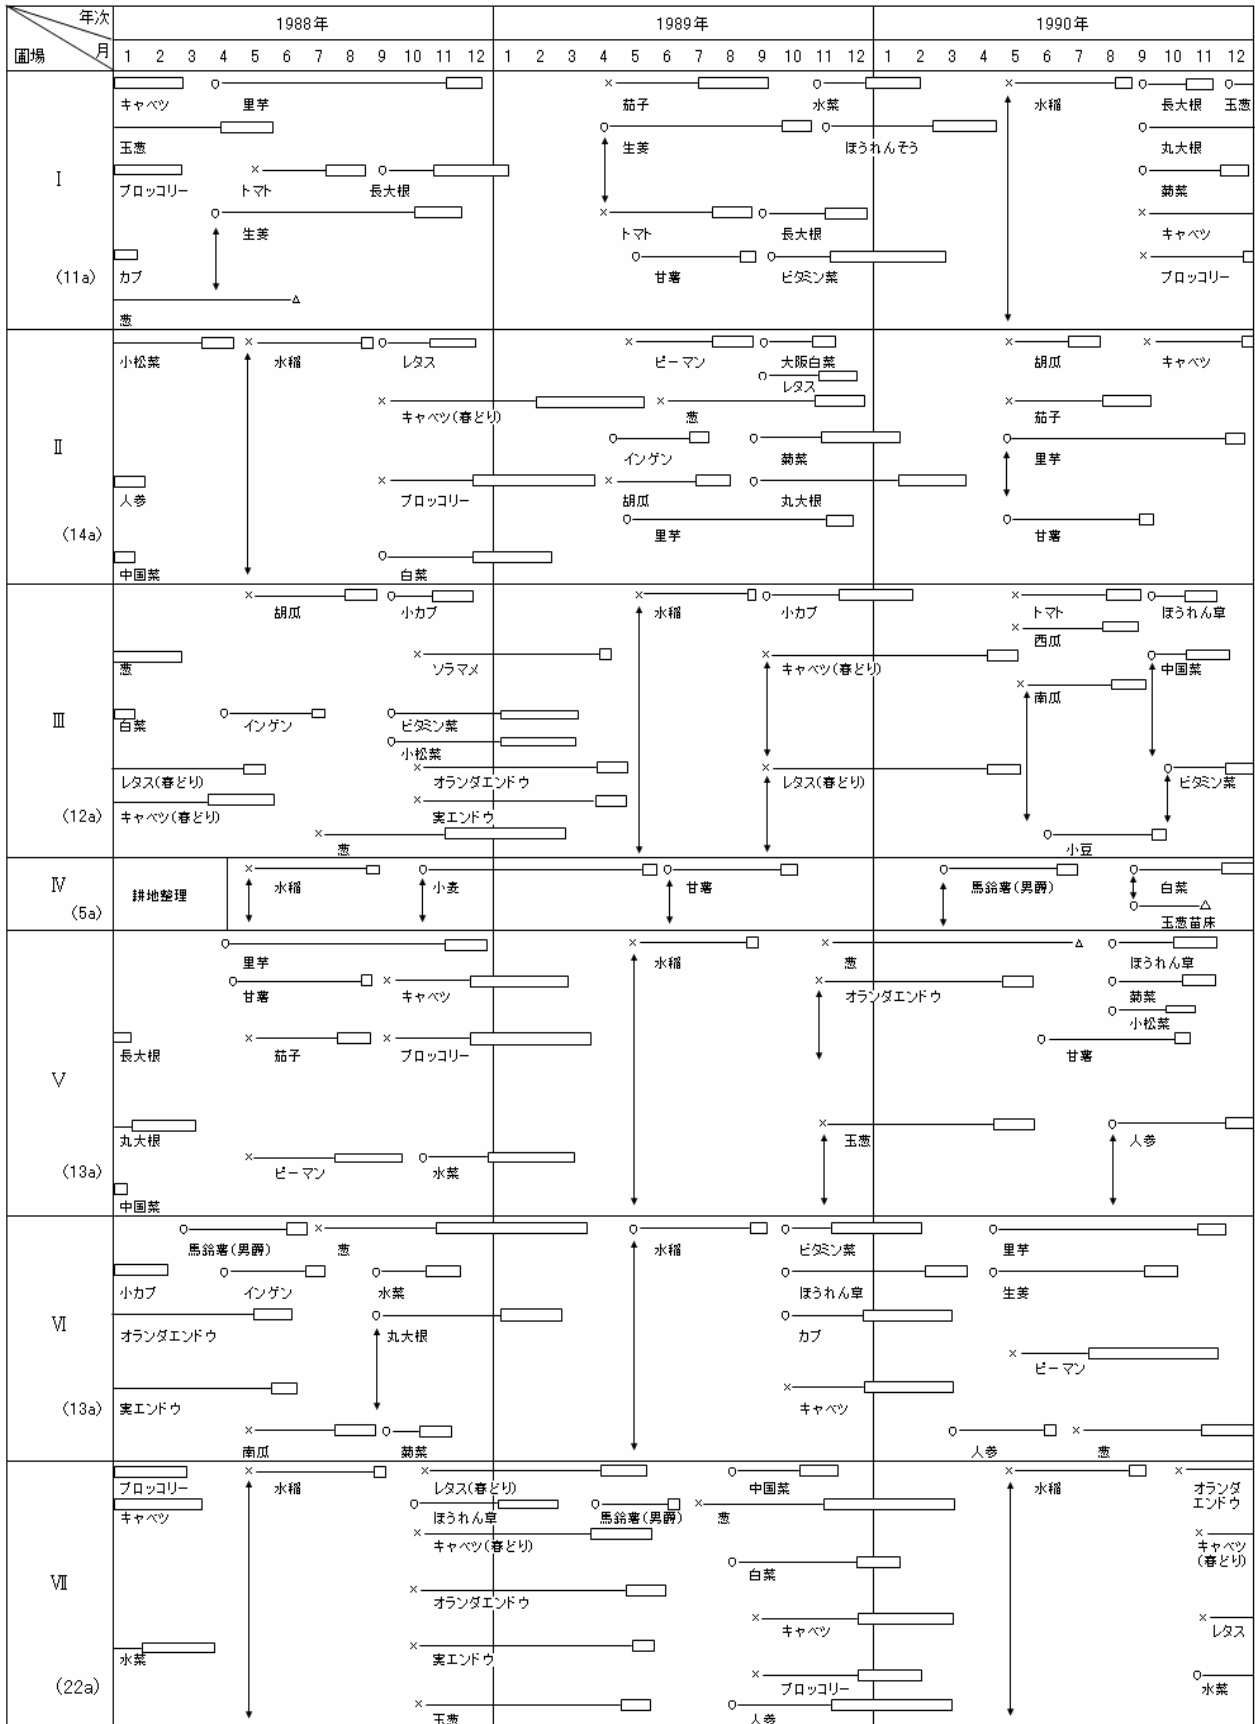 年次
1988年 1989年 1990年
圃場 月 1 2 3 4 5 6 7 8 9 10 11 12 1 2 3 4 5 6 7 8 9 10 11 12 1 2 3 4 5 6 7 8 9 10 11 12
キャベツ 里芋 茄子 水菜 水稲 長大根 玉葱
玉葱 生姜 ほうれんそう 丸大根
Ⅰ
ブロッコリー トマト 長大根 菊菜
生姜 トマト 長大根 キャベツ
(11a) カブ 甘薯 ビタミン菜 ブロッコリー
葱
小松菜 水稲 レタス ピーマン 大阪白菜 胡瓜 キャベツ
レタス
キャベツ(春どり) 葱 茄子
Ⅱ
インゲン 菊菜 里芋
人参 ブロッコリー 胡瓜 丸大根
(14a) 里芋 甘薯
中国菜 白菜
胡瓜 小カブ 水稲 小カブ トマト ほうれん草
西瓜
葱 ソラマメ キャベツ(春どり) 中国菜
南瓜
Ⅲ
白菜 インゲン ビタミン菜
小松菜
レタス(春どり) オランダエンドウ レタス(春どり) ビタミン菜
(12a) キャベツ(春どり) 実エンドウ
葱 小豆
Ⅳ 耕地整理 水稲 小麦 甘薯 馬鈴薯(男爵) 白菜
(5a) 玉葱苗床
里芋 水稲 葱 ほうれん草
甘薯 キャベツ オランダエンドウ 菊菜
小松菜
長大根 茄子 ブロッコリー 甘薯
Ⅴ
丸大根 玉葱 人参
(13a) ピーマン 水菜
中国菜
馬鈴薯(男爵) 葱 水稲 ビタミン菜 里芋
小カブ インゲン 水菜 ほうれん草 生姜
Ⅵ
オランダエンドウ 丸大根 カブ
ピーマン
(13a) 実エンドウ キャベツ
南瓜 菊菜 人参 葱
ブロッコリー 水稲 レタス(春どり) 中国菜 水稲 オランダ
エンドウ
キャベツ ほうれん草 馬鈴薯(男爵) 葱
キャベツ(春どり) キャベツ
(春どり)
Ⅶ
白菜
オランダエンドウ
キャベツ レタス
水菜 実エンドウ
(22a) ブロッコリー 水菜
玉葱 人参